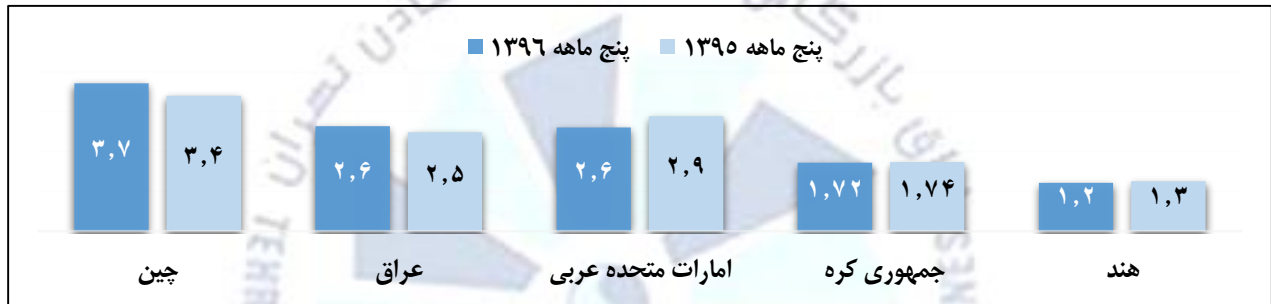 پنج ماهه ۱۳۹۵ پنج ماهه ۱۳۹۶
۳,۷ ۳,۴ ۲,۶ ۲,۵ ۲,۶ ۲,۹ ۱,۷۲ ۱,۷۴ ۱,۲ ۱,۳
چین عراق امارات متحده عربی جمهوری کره هند